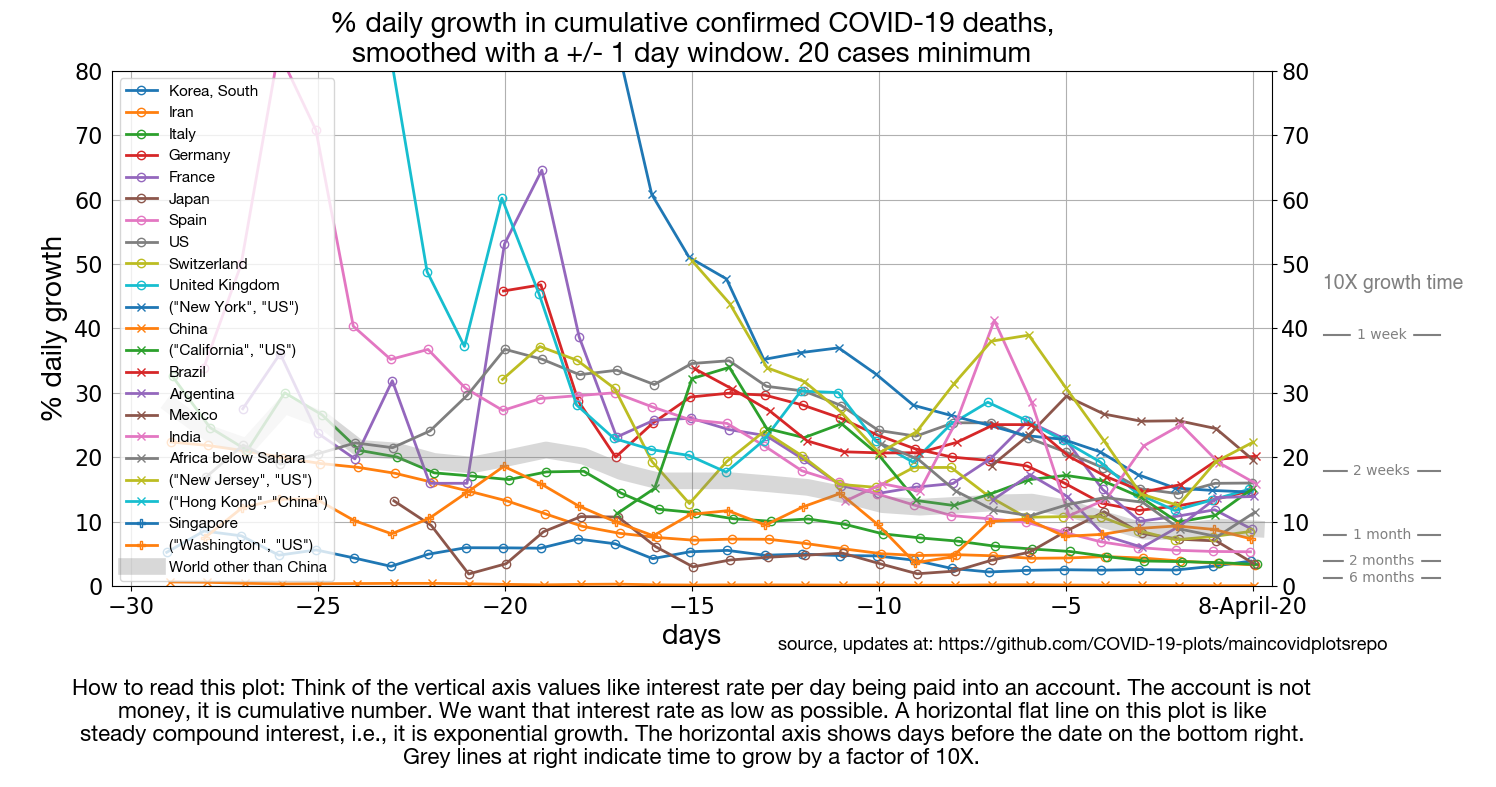 % daily growth in cumulative confirmed COVID-19 deaths,
smoothed with a +/- 1 day window. 20 cases minimum
80
70
60
50
40
30
20
10
0
% daily growth
Korea, South
Iran
Italy
Germany
France
Japan
Spain
US
Switzerland
United Kingdom
("New York", "US")
China
("California", "US")
Brazil
Argentina
Mexico
India
Africa below Sahara
("New Jersey", "US")
("Hong Kong", "China")
Singapore
("Washington", "US")
World other than China
80
70
60
50
40
30
20
10
0
10X growth time
1 week
2 weeks
1 month
2 months
6 months
−30 −25 −20 −15 −10 −5 8-April-20
days
source, updates at: https://github.com/COVID-19-plots/maincovidplotsrepo
How to read this plot: Think of the vertical axis values like interest rate per day being paid into an account. The account is not
money, it is cumulative number. We want that interest rate as low as possible. A horizontal flat line on this plot is like
steady compound interest, i.e., it is exponential growth. The horizontal axis shows days before the date on the bottom right.
Grey lines at right indicate time to grow by a factor of 10X.